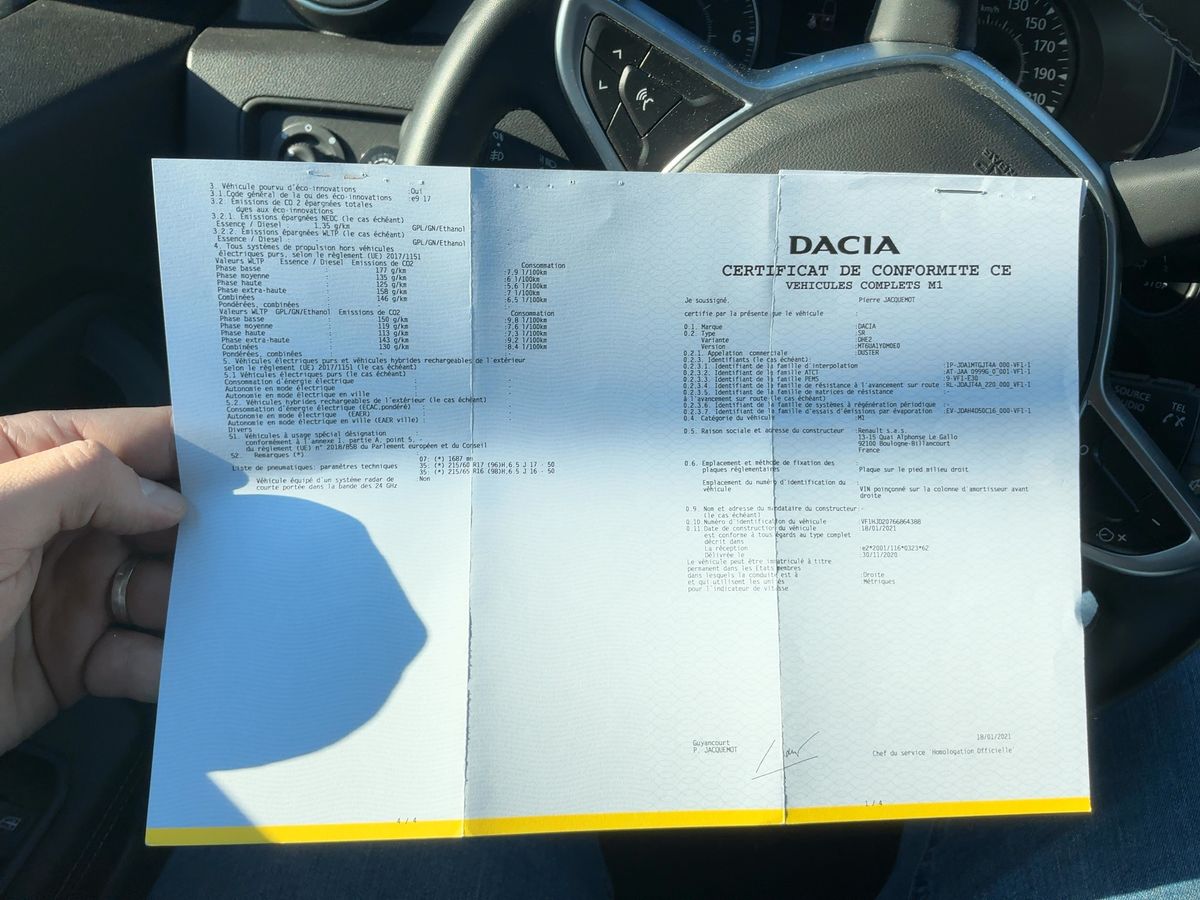 3. Véhicule pourvu d'éco-innovations :Oui
3.1.Code général de la ou des éco-innovations :e9 17
3.2. Emissions de CO 2 épargnées totales
dues aux éco-innovations
3.2.1. Emissions épargnées NEDC (le cas échéant)
Essence / Diesel 1.35 g/km GPL/GN/Ethanol
3.2.2. Emissions épargnées WLTP (le cas échéant)
Essence / Diesel : GPL/GN/Ethanol
4. Tous systèmes de propulsion hors véhicules
électriques purs, selon le règlement (UE) 2017/1151
Valeurs WLTP Essence / Diesel Emissions de CO2 Consommation
Phase basse : 177 g/km :7.9 l/100km
Phase moyenne : 135 g/km :6 l/100km
Phase haute : 125 g/km :5.6 l/100km
Phase extra-haute : 158 g/km :7 l/100km
Combinées : 146 g/km :6.5 l/100km
Pondérées, combinées
Valeurs WLTP GPL/GN/Ethanol Emissions de CO2 Consommation
Phase basse : 150 g/km :9.8 l/100km
Phase moyenne : 119 g/km :7.6 l/100km
Phase haute : 113 g/km :7.3 l/100km
Phase extra-haute : 143 g/km :9.2 l/100km
Combinées : 130 g/km :8.4 l/100km
Pondérées, combinées
5. Véhicules électriques purs et véhicules hybrides rechargeables de l'extérieur
selon le règlement (UE) 2017/1151 (le cas échéant)
5.1 Véhicules électriques purs (le cas échéant)
Consommation d'énergie électrique :
Autonomie en mode électrique :
Autonomie en mode électrique en ville :
5.2. Véhicules hybrides rechargeables de l'extérieur (le cas échéant)
Consommation d'énergie électrique (ECAC,pondéré) :
Autonomie en mode électrique (EAER) :
Autonomie en mode électrique en ville (EAER ville) :
Divers
51. Véhicules à usage spécial désignation
conformément à l'annexe 1, partie A, point 5,
du règlement (UE) n° 2018/858 du Parlement européen et du Conseil
52. Remarques (*)
07: (*) 1687 mm
Liste de pneumatiques: paramètres techniques 35: (*) 215/60 R17 (96)H;6.5 J 17 - 50
35: (*) 215/65 R16 (98)H;6.5 J 16 - 50
Véhicule équipé d'un système radar de Non
courte portée dans la bande des 24 GHz
4 / 4
DACIA
CERTIFICAT DE CONFORMITE CE
VEHICULES COMPLETS M1
Je soussigné, Pierre JACQUEMOT
certifie par la présente que le véhicule :
0.1. Marque :DACIA
0.2. Type :SR
Variante :DHE2
Version :MT6UA1YDMDE0
0.2.1. Appelation commerciale :DUSTER
0.2.3. Identifiants (le cas échéant):
0.2.3.1. Identifiant de la famille d'interpolation
0.2.3.2. Identifiant de la famille ATCT
0.2.3.3. Identifiant de la famille PEMS
0.2.3.4. Identifiant de famille de résistance à l'avancement sur route
0.2.3.5. Identifiant de famille de matrices de résistance
à l'avancement sur route (le cas échéant)
0.2.3.6. Identifiant de famille de systèmes à régénération périodique :-
0.2.3.7. Identifiant de famille d'essais d'émissions par évaporation
0.4. Catégorie du véhicule :M1
0.5. Raison sociale et adresse du constructeur :Renault s.a.s.
13-15 Quai Alphonse Le Gallo
92100 Boulogne-Billancourt
France
0.6. Emplacement et méthode de fixation des
plaques réglementaires Plaque sur le pied milieu droit
Emplacement du numéro d'identification du :
véhicule VIN poinçonné sur la colonne d'amortisseur avant
droite
0.9. Nom et adresse du mandataire du constructeur:-
(le cas échéant)
0.10.Numéro d'identification du véhicule :VF1HJD20766864388
0.11.Date de construction du véhicule :18/01/2021
est conforme à tous égards au type complet
décrit dans
La réception :e2*2001/116*0323*62
Délivrée le :30/11/2020
Le véhicule peut être immatriculé à titre
permanent dans les Etats membres
dans lesquels la conduite est à :Droite
et qui utilisent les unités Métriques
pour l'indicateur de vitesse
18/01/2021
Guyancourt
P. JACQUEMOT
Chef du service Homologation Officielle
1 / 4
6
km/h
130
150
170
190
210
SOURCE
AUDIO
TEL